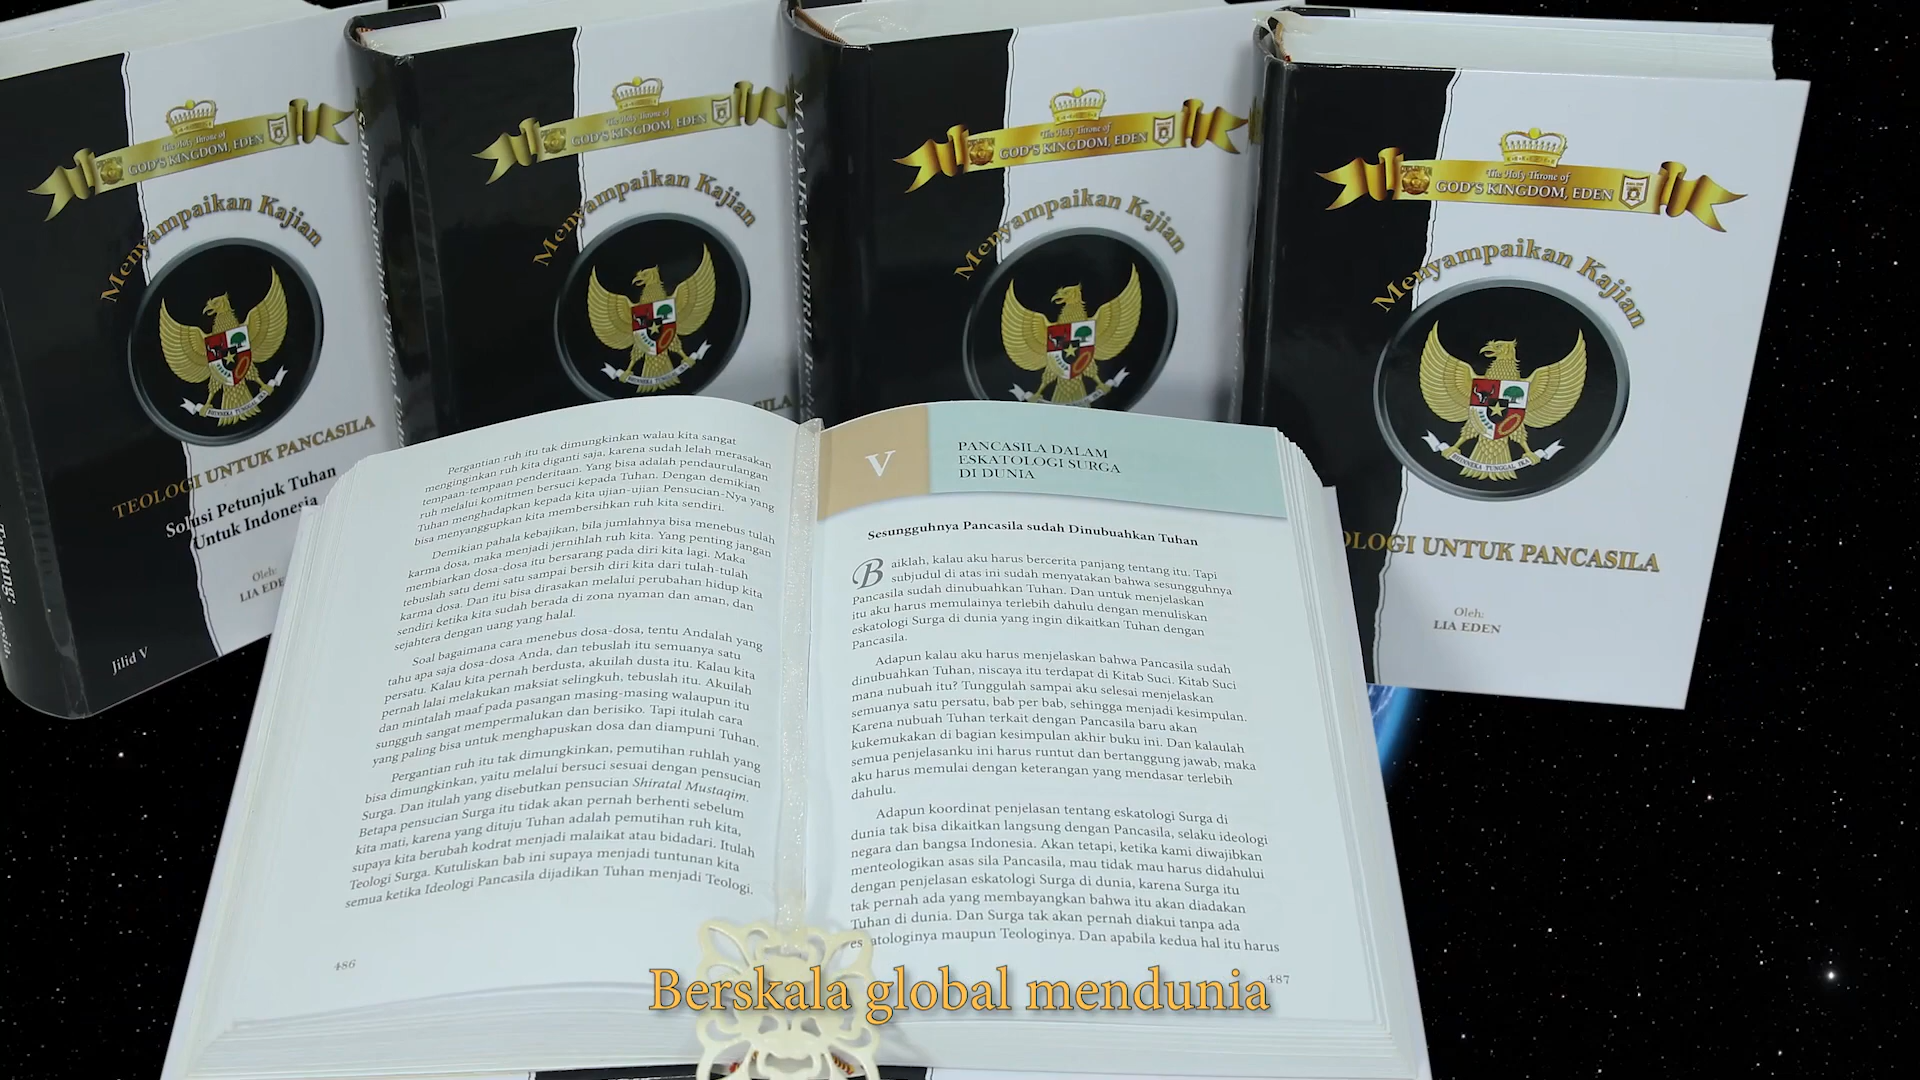 The Holy Throne of
GOD'S KINGDOM, EDEN
Menyampaikan Kajian
BHINNEKA TUNGGAL IKA
TEOLOGI UNTUK PANCASILA
Solusi Petunjuk Tuhan
Untuk Indonesia
Oleh:
LIA EDEN
Jilid V
The Holy Throne of
GOD'S KINGDOM, EDEN
Menyampaikan Kajian
BHINNEKA TUNGGAL IKA
The Holy Throne of
GOD'S KINGDOM, EDEN
Menyampaikan Kajian
The Holy Throne of
GOD'S KINGDOM, EDEN
Menyampaikan Kajian
BHINNEKA TUNGGAL IKA
UNTUK PANCASILA
Oleh:
LIA EDEN
Pergantian ruh itu tak dimungkinkan walau kita sangat
menginginkan ruh kita diganti saja, karena sudah lelah merasakan
tempaan-tempaan penderitaan. Yang bisa adalah pendaurulangan
ruh melalui komitmen bersuci kepada Tuhan. Dengan demikian
Tuhan menghadapkan kepada kita ujian-ujian Pensucian-Nya yang
bisa menyanggupkan kita membersihkan ruh kita sendiri.
Demikian pahala kebajikan, bila jumlahnya bisa menebus tulah
karma dosa, maka menjadi jernihlah ruh kita. Yang penting jangan
membiarkan dosa-dosa itu bersarang pada diri kita lagi. Maka
tebuslah satu demi satu sampai bersih diri kita dari tulah-tulah
karma dosa. Dan itu bisa dirasakan melalui perubahan hidup kita
sendiri ketika kita sudah berada di zona nyaman dan aman, dan
sejahtera dengan uang yang halal.
Soal bagaimana cara menebus dosa-dosa, tentu Andalah yang
tahu apa saja dosa-dosa Anda, dan tebuslah itu semuanya satu
persatu. Kalau kita pernah berdusta, akuilah dusta itu. Kalau kita
pernah lalai melakukan maksiat selingkuh, tebuslah itu. Akuilah
dan mintalah maaf pada pasangan masing-masing walaupun itu
sungguh sangat mempermalukan dan berisiko. Tapi itulah cara
yang paling bisa untuk menghapuskan dosa dan diampuni Tuhan.
Pergantian ruh itu tak dimungkinkan, pemutihan ruhlah yang
bisa dimungkinkan, yaitu melalui bersuci sesuai dengan pensucian
Surga. Dan itulah yang disebutkan pensucian Shiratal Mustaqim.
Betapa pensucian Surga itu tidak akan pernah berhenti sebelum
kita mati, karena yang dituju Tuhan adalah pemutihan ruh kita,
supaya kita berubah kodrat menjadi malaikat atau bidadari. Itulah
Teologi Surga. Kutuliskan bab ini supaya menjadi tuntunan kita
semua ketika Ideologi Pancasila dijadikan Tuhan menjadi Teologi.
486
V
PANCASILA DALAM
ESKATOLOGI SURGA
DI DUNIA
Sesungguhnya Pancasila sudah Dinubuahkan Tuhan
Baiklah, kalau aku harus bercerita panjang tentang itu. Tapi
subjudul di atas ini sudah menyatakan bahwa sesungguhnya
Pancasila sudah dinubuahkan Tuhan. Dan untuk menjelaskan
itu aku harus memulainya terlebih dahulu dengan menuliskan
eskatologi Surga di dunia yang ingin dikaitkan Tuhan dengan
Pancasila.
Adapun kalau aku harus menjelaskan bahwa Pancasila sudah
dinubuahkan Tuhan, niscaya itu terdapat di Kitab Suci. Kitab Suci
mana nubuah itu? Tunggulah sampai aku selesai menjelaskan
semuanya satu persatu, bab per bab, sehingga menjadi kesimpulan.
Karena nubuah Tuhan terkait dengan Pancasila baru akan
kukemukakan di bagian kesimpulan akhir buku ini. Dan kalaulah
semua penjelasanku ini harus runtut dan bertanggung jawab, maka
aku harus memulai dengan keterangan yang mendasar terlebih
dahulu.
Adapun koordinat penjelasan tentang eskatologi Surga di
dunia tak bisa dikaitkan langsung dengan Pancasila, selaku ideologi
negara dan bangsa Indonesia. Akan tetapi, ketika kami diwajibkan
menteologikan asas sila Pancasila, mau tidak mau harus didahului
dengan penjelasan eskatologi Surga di dunia, karena Surga itu
tak pernah ada yang membayangkan bahwa itu akan diadakan
Tuhan di dunia. Dan Surga tak akan pernah diakui tanpa ada
eskatologinya maupun Teologinya. Dan apabila kedua hal itu harus
487
Berskala global mendunia